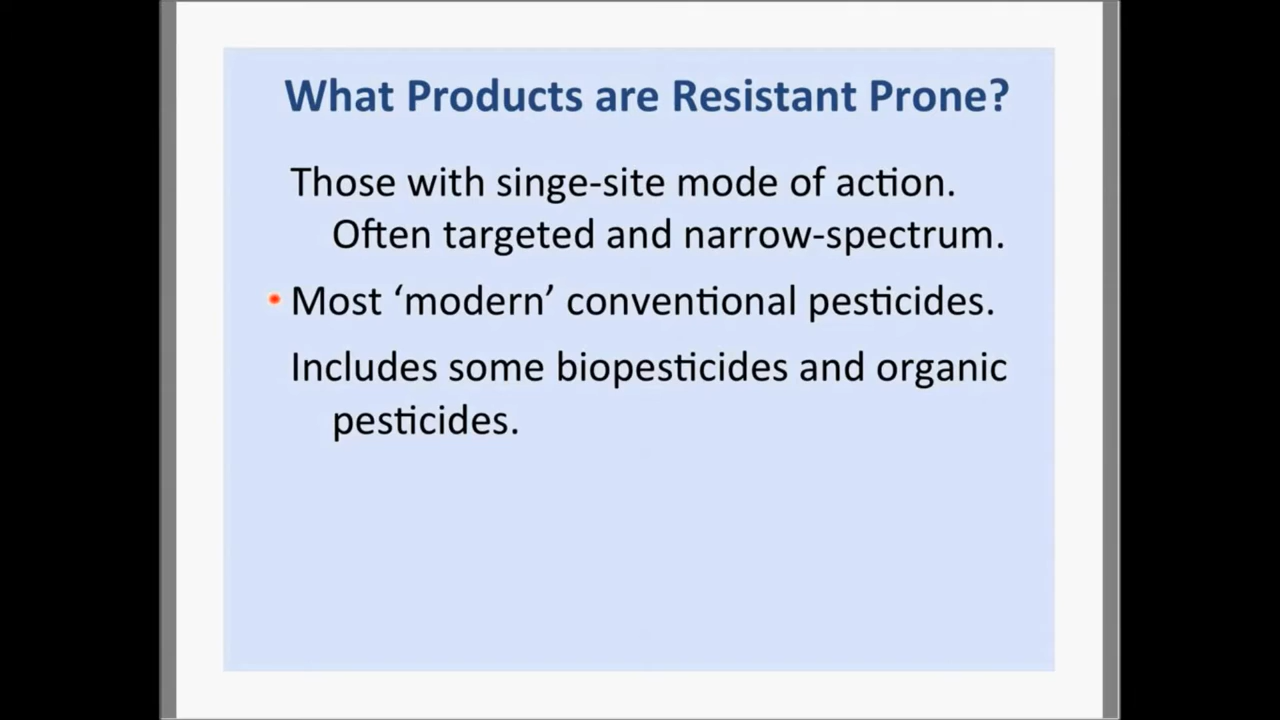 What Products are Resistant Prone?
Those with singe-site mode of action.
Often targeted and narrow-spectrum.
Most ‘modern’ conventional pesticides.
Includes some biopesticides and organic
pesticides.